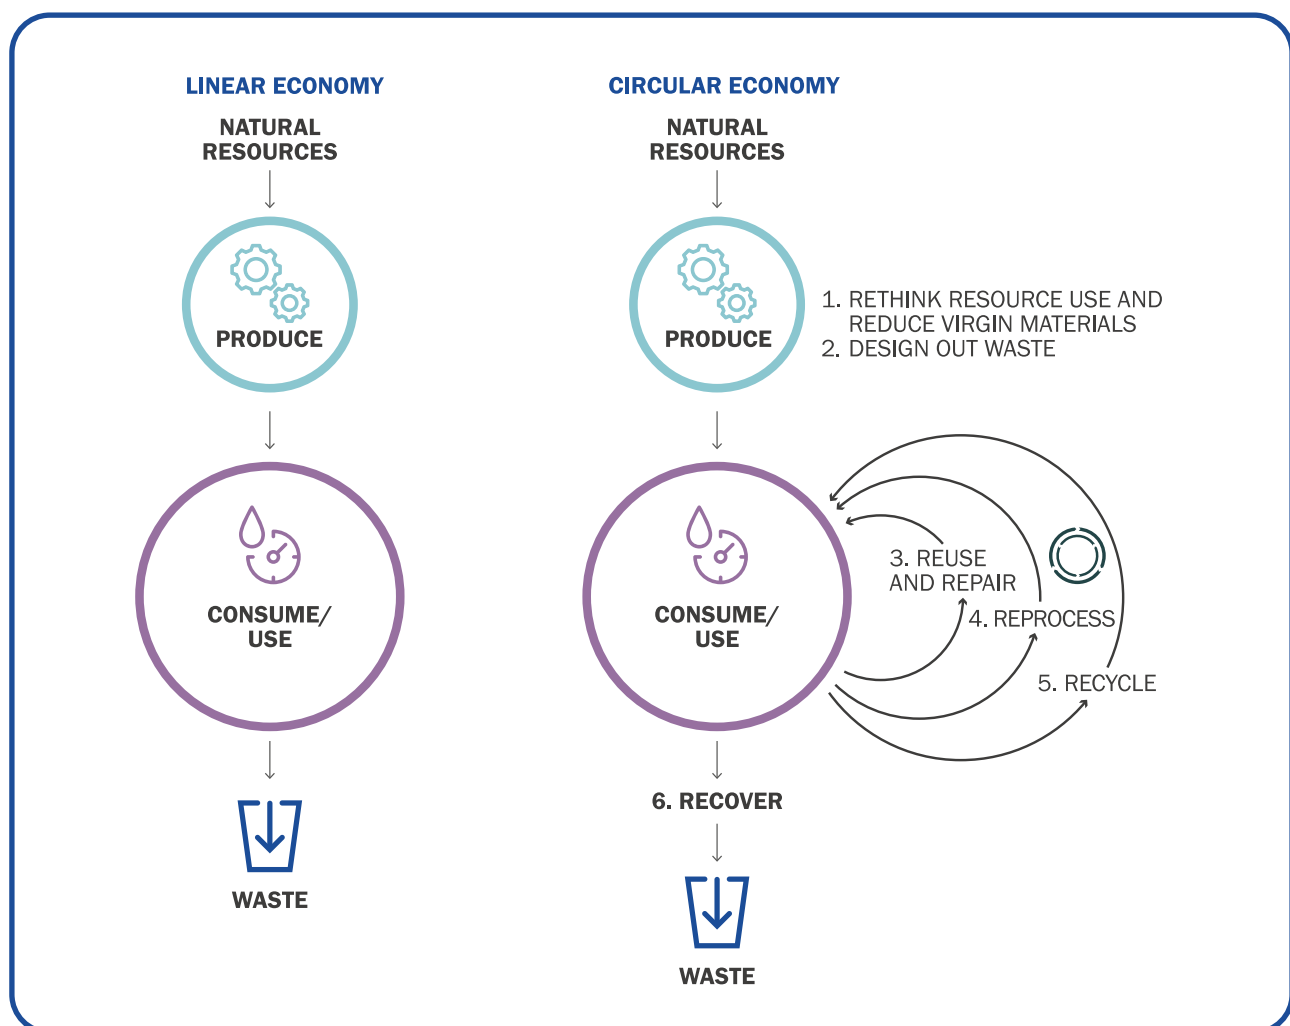 LINEAR ECONOMY
NATURAL
RESOURCES
PRODUCE
CONSUME/
USE
WASTE
CIRCULAR ECONOMY
NATURAL
RESOURCES
PRODUCE
1. RETHINK RESOURCE USE AND
REDUCE VIRGIN MATERIALS
2. DESIGN OUT WASTE
CONSUME/
USE
3. REUSE
AND REPAIR
4. REPROCESS
5. RECYCLE
6. RECOVER
WASTE